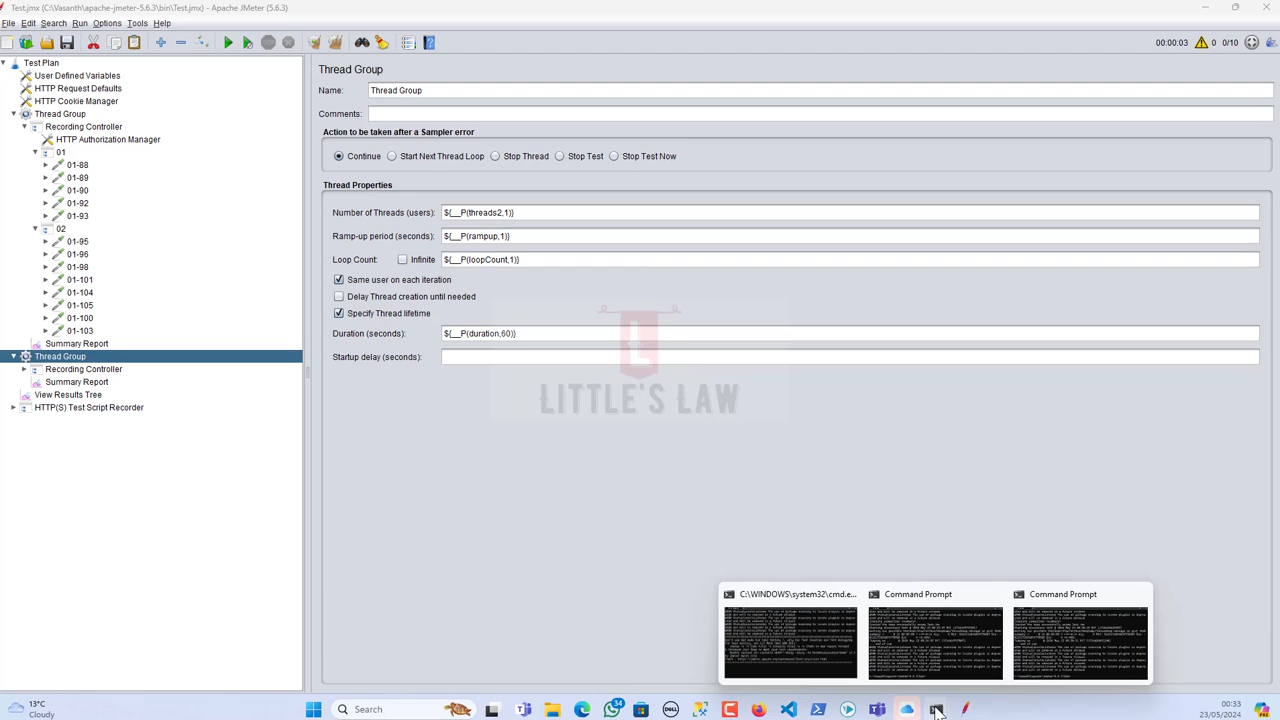 Test.jmx (C:\Vasanth\apache-jmeter-5.6.3\bin\Test.jmx) - Apache JMeter (5.6.3)
File Edit Search Run Options Tools Help
00:00:03 0 0/10
Test Plan
User Defined Variables
HTTP Request Defaults
HTTP Cookie Manager
Thread Group
Recording Controller
HTTP Authorization Manager
01
01-88
01-89
01-90
01-92
01-93
02
01-95
01-96
01-98
01-101
01-104
01-105
01-100
01-103
Summary Report
Thread Group
Recording Controller
Summary Report
View Results Tree
HTTP(S) Test Script Recorder
Thread Group
Name: Thread Group
Comments:
Action to be taken after a Sampler error
Continue Start Next Thread Loop Stop Thread Stop Test Stop Test Now
Thread Properties
Number of Threads (users): ${__P(threads2,1)}
Ramp-up period (seconds): ${__P(rampup,1)}
Loop Count: Infinite ${__P(loopCount,1)}
Same user on each iteration
Delay Thread creation until needed
Specify Thread lifetime
Duration (seconds): ${__P(duration,60)}
Startup delay (seconds):
LITTLE'S LAW
C:\WINDOWS\system32\cmd.e... Command Prompt Command Prompt
13°C
Cloudy
Search
00:33
23/05/2024